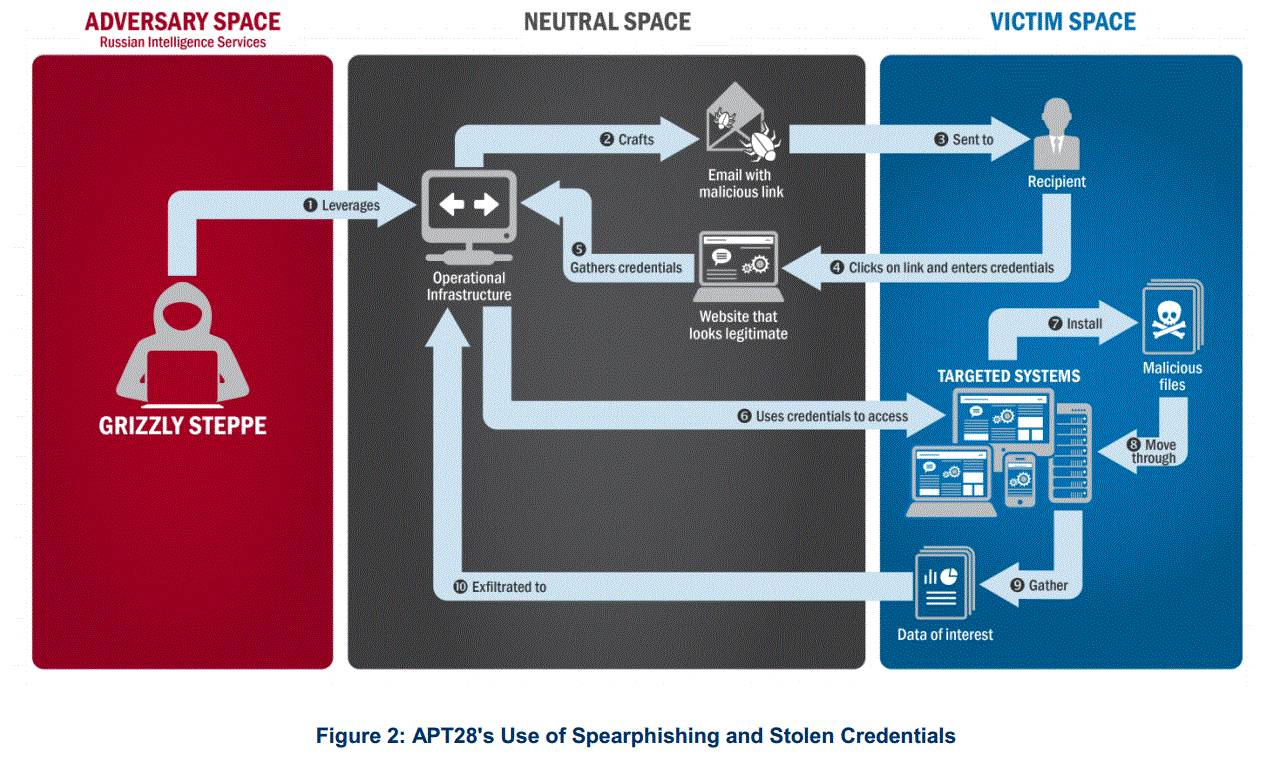 ADVERSARY SPACE
Russian Intelligence Services
NEUTRAL SPACE
VICTIM SPACE
❶ Leverages
❷ Crafts
Email with
malicious link
❸ Sent to
Recipient
❹ Clicks on link and enters credentials
Website that
looks legitimate
❺
Gathers credentials
Operational
Infrastructure
GRIZZLY STEPPE
❻ Uses credentials to access
TARGETED SYSTEMS
❼ Install
Malicious
files
❽ Move
through
❾ Gather
Data of interest
❿ Exfiltrated to
Figure 2: APT28's Use of Spearphishing and Stolen Credentials